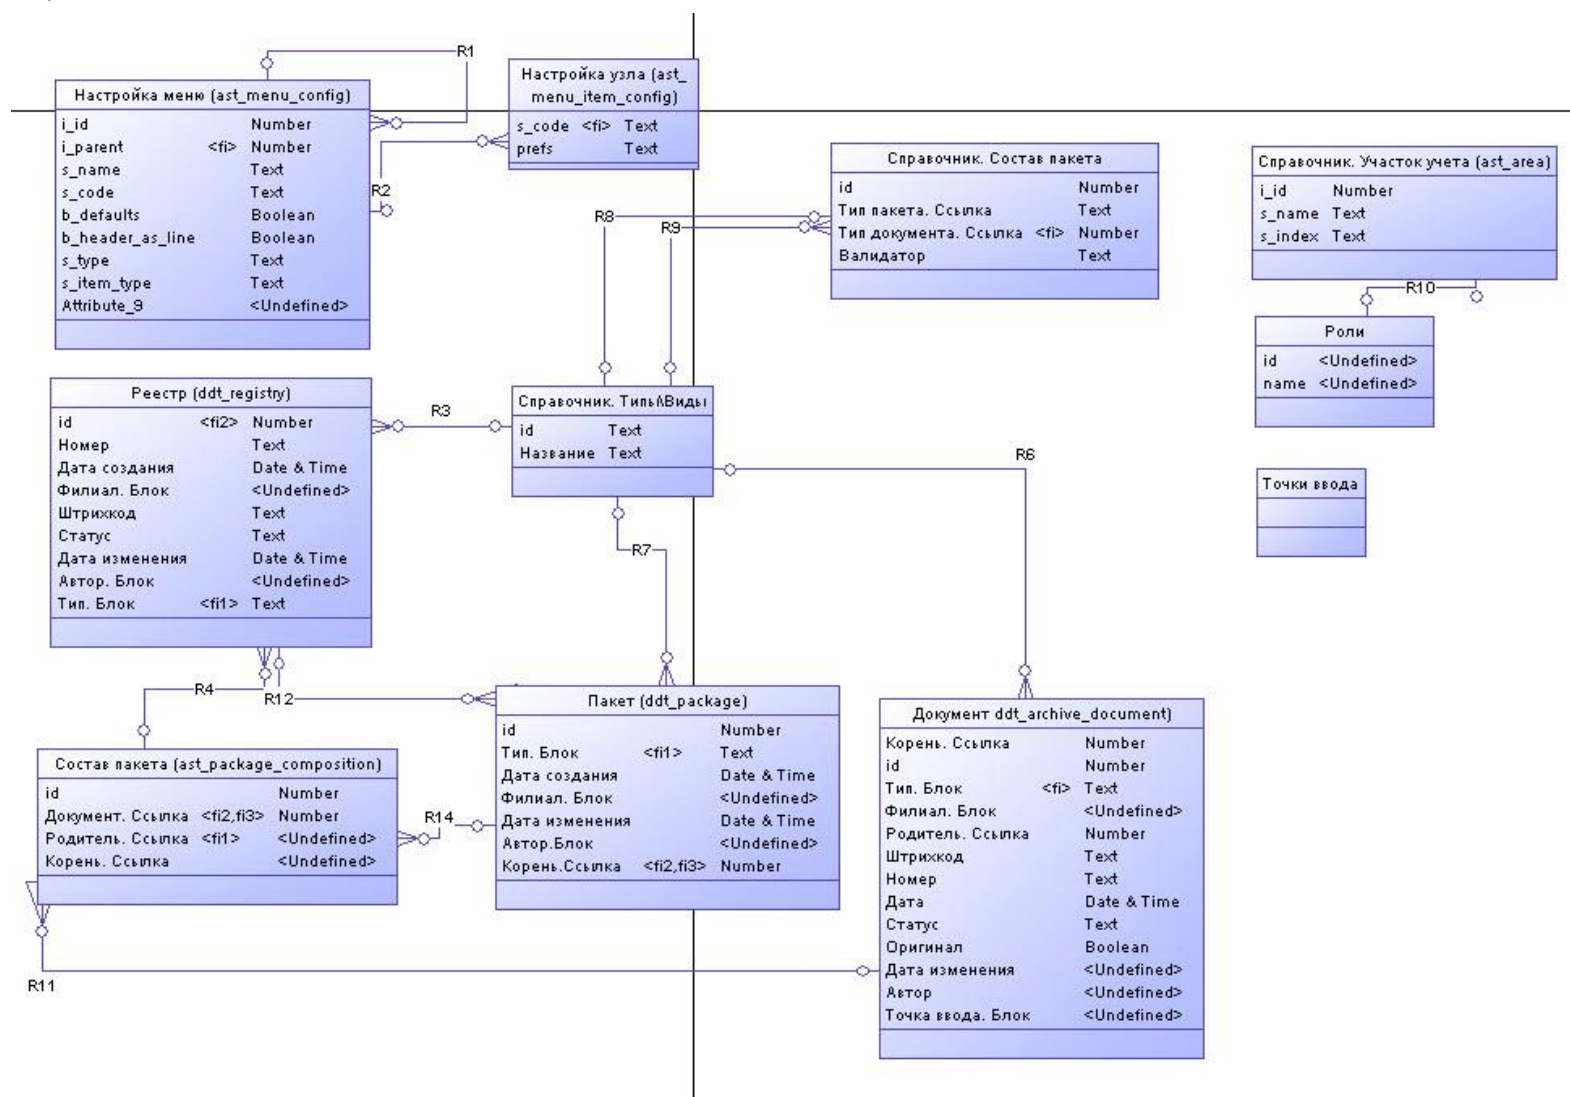 R1
Настройка меню (ast_menu_config)
i_id Number
i_parent <fi> Number
s_name Text
s_code Text
b_defaults Boolean
b_header_as_line Boolean
s_type Text
s_item_type Text
Attribute_9 <Undefined>
R2
Настройка узла (ast_
menu_item_config)
s_code <fi> Text
prefs Text
Справочник. Состав пакета
id Number
Тип пакета. Ссылка Text
Тип документа. Ссылка <fi> Number
Валидатор Text
R8
R9
Справочник. Участок учета (ast_area)
i_id Number
s_name Text
s_index Text
R10
Роли
id <Undefined>
name <Undefined>
Точки ввода
Реестр (ddt_registry)
id <fi2> Number
Номер Text
Дата создания Date & Time
Филиал. Блок <Undefined>
Штрихкод Text
Статус Text
Дата изменения Date & Time
Автор. Блок <Undefined>
Тип. Блок <fi1> Text
R3
Справочник. Типы\Виды
id Text
Название Text
R6
R7
R4
R12
Состав пакета (ast_package_composition)
id Number
Документ. Ссылка <fi2,fi3> Number
Родитель. Ссылка <fi1> <Undefined>
Корень. Ссылка <Undefined>
R14
R11
Пакет (ddt_package)
id Number
Тип. Блок <fi1> Text
Дата создания Date & Time
Филиал. Блок <Undefined>
Дата изменения Date & Time
Автор.Блок <Undefined>
Корень.Ссылка <fi2,fi3> Number
Документ ddt_archive_document)
Корень. Ссылка Number
id Number
Тип. Блок <fi> Text
Филиал. Блок <Undefined>
Родитель. Ссылка Number
Штрихкод Text
Номер Text
Дата Date & Time
Статус Text
Оригинал Boolean
Дата изменения <Undefined>
Автор <Undefined>
Точка ввода. Блок <Undefined>